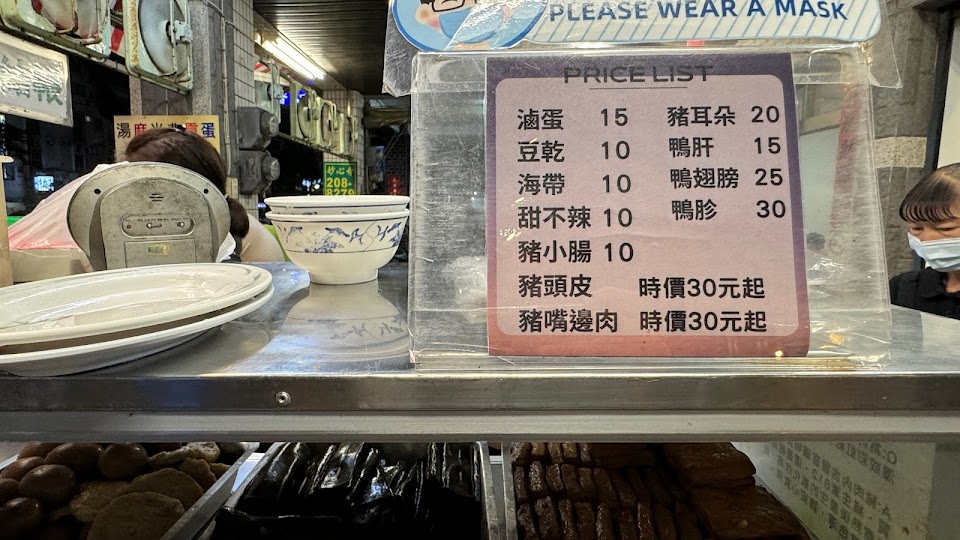 PLEASE WEAR A MASK
PRICE LIST
滷蛋 15
豆乾 10
海帶 10
甜不辣 10
豬小腸 10
豬頭皮 時價30元起
豬嘴邊肉 時價30元起
豬耳朵 20
鴨肝 15
鴨翅膀 25
鴨胗 30
208-
8279